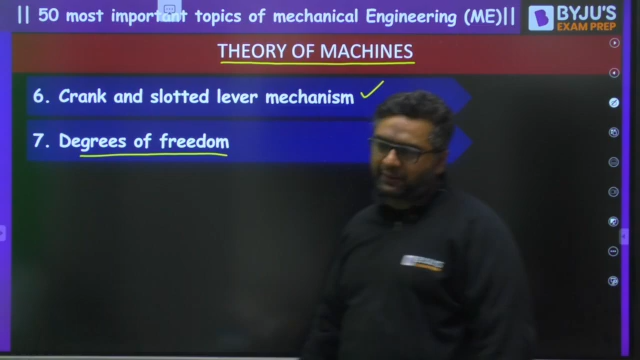 || 50 most important topics of mechanical Engineering (ME)||
BYJU'S
EXAM PREP
THEORY OF MACHINES
6. Crank and slotted lever mechanism
7. Degrees of freedom